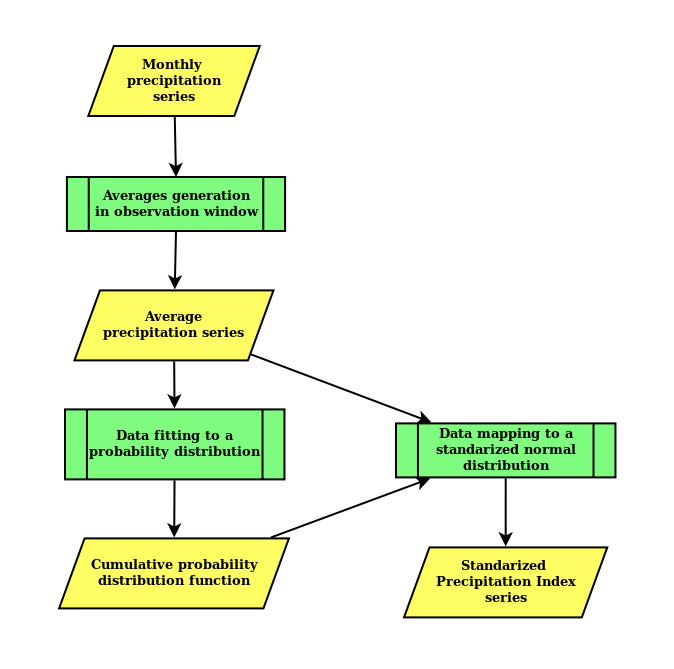 Monthly
precipitation
series
Averages generation
in observation window
Average
precipitation series
Data fitting to a
probability distribution
Data mapping to a
standarized normal
distribution
Cumulative probability
distribution function
Standarized
Precipitation Index
series